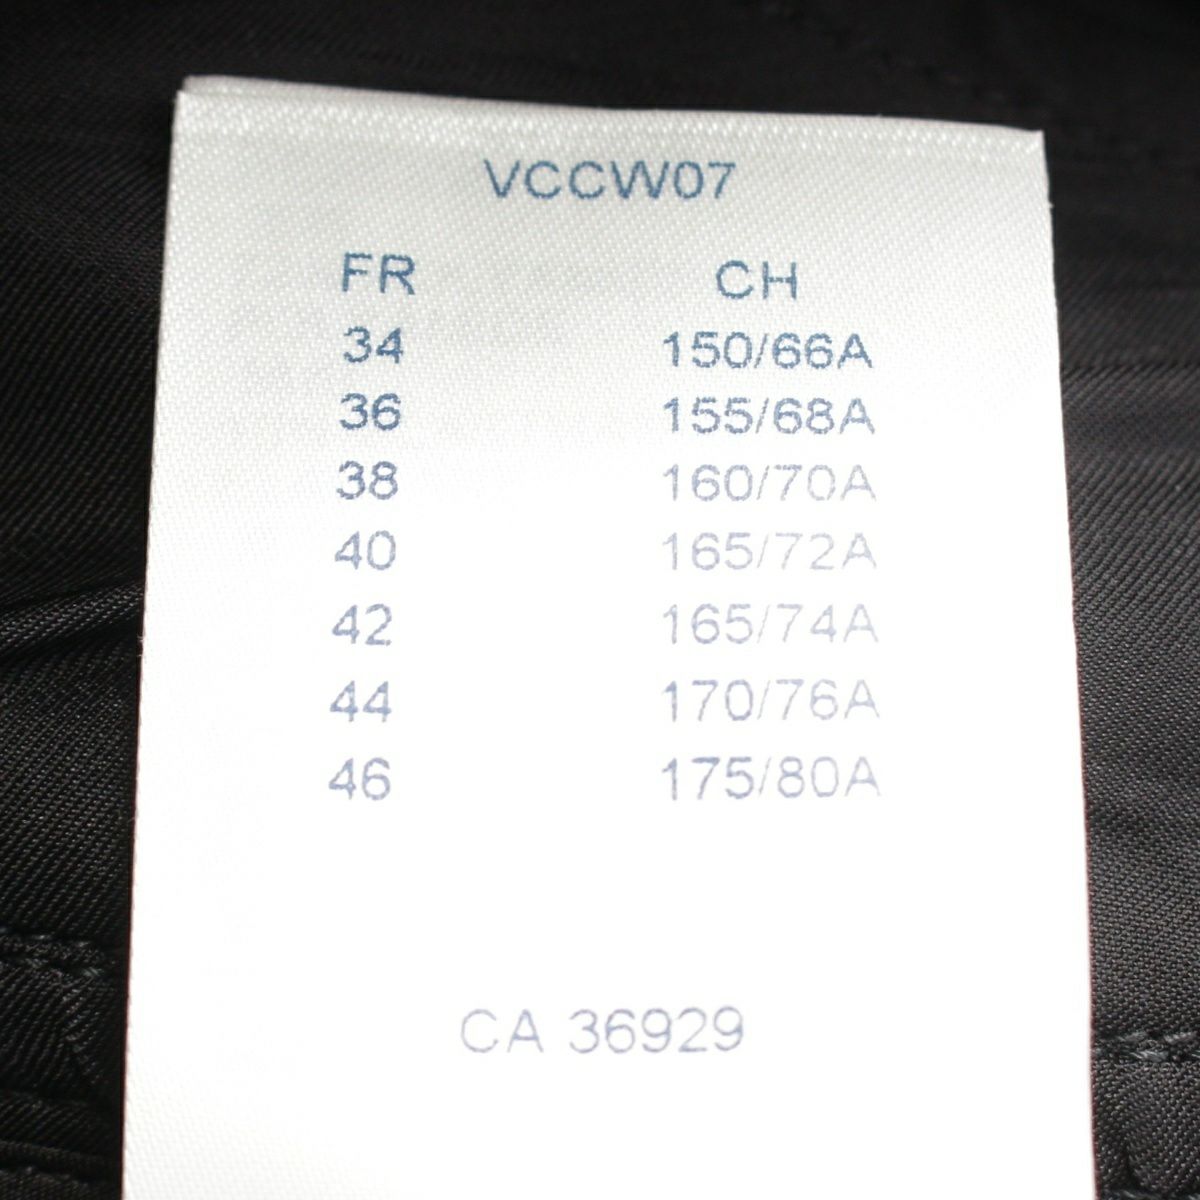 VCCW07
FR CH
34 150/66A
36 155/68A
38 160/70A
40 165/72A
42 165/74A
44 170/76A
46 175/80A
CA 36929